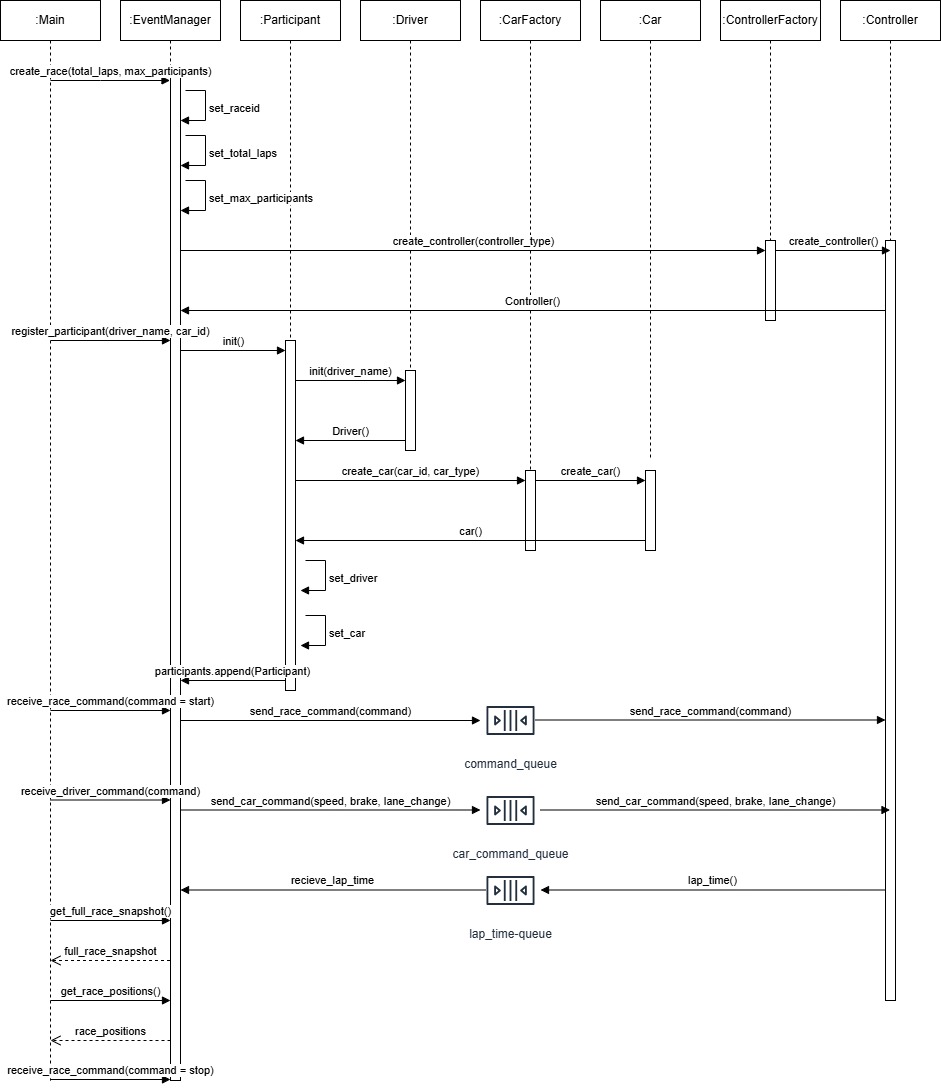 :Main
:EventManager
:Participant
:Driver
:CarFactory
:Car
:ControllerFactory
:Controller
create_race(total_laps, max_participants)
set_raceid
set_total_laps
set_max_participants
create_controller(controller_type)
create_controller()
Controller()
register_participant(driver_name, car_id)
init()
init(driver_name)
Driver()
create_car(car_id, car_type)
create_car()
car()
set_driver
set_car
participants.append(Participant)
receive_race_command(command = start)
send_race_command(command)
send_race_command(command)
command_queue
receive_driver_command(command)
send_car_command(speed, brake, lane_change)
send_car_command(speed, brake, lane_change)
car_command_queue
recieve_lap_time
lap_time()
get_full_race_snapshot()
lap_time-queue
full_race_snapshot
get_race_positions()
race_positions
receive_race_command(command = stop)